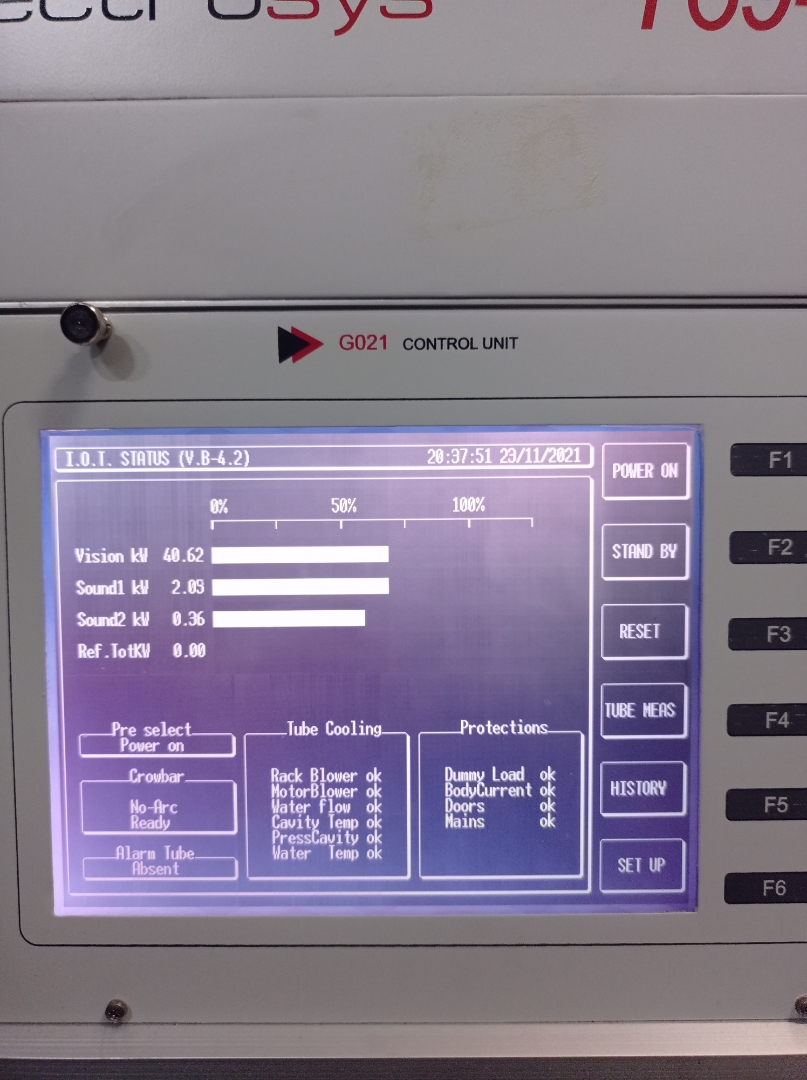 ectrosys
G021 CONTROL UNIT
I.O.T. STATUS (V.B-4.2) 20:37:51 23/11/2021
POWER ON F1
0% 50% 100%
Vision kW 40.62
STAND BY F2
Sound1 kW 2.09
Sound2 kW 0.36
RESET F3
Ref.TotKW 0.00
TUBE MEAS F4
Pre select
Power on
Crowbar
No-Arc
Ready
Alarm Tube
Absent
Tube Cooling
Rack Blower ok
MotorBlower ok
Water flow ok
Cavity Temp ok
PressCavity ok
Water Temp ok
Protections
Dummy Load ok
BodyCurrent ok
Doors ok
Mains ok
HISTORY F5
SET UP F6